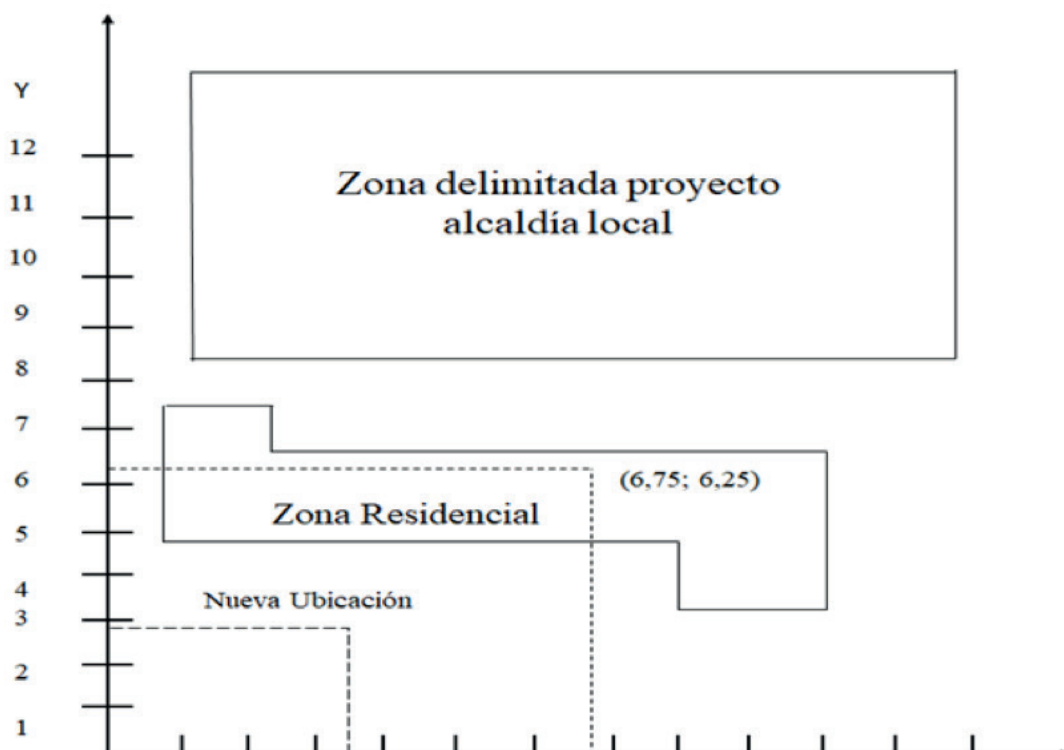 Y
12
11
10
9
8
7
6
5
4
3
2
1
Zona delimitada proyecto
alcaldía local
(6,75; 6,25)
Zona Residencial
Nueva Ubicación